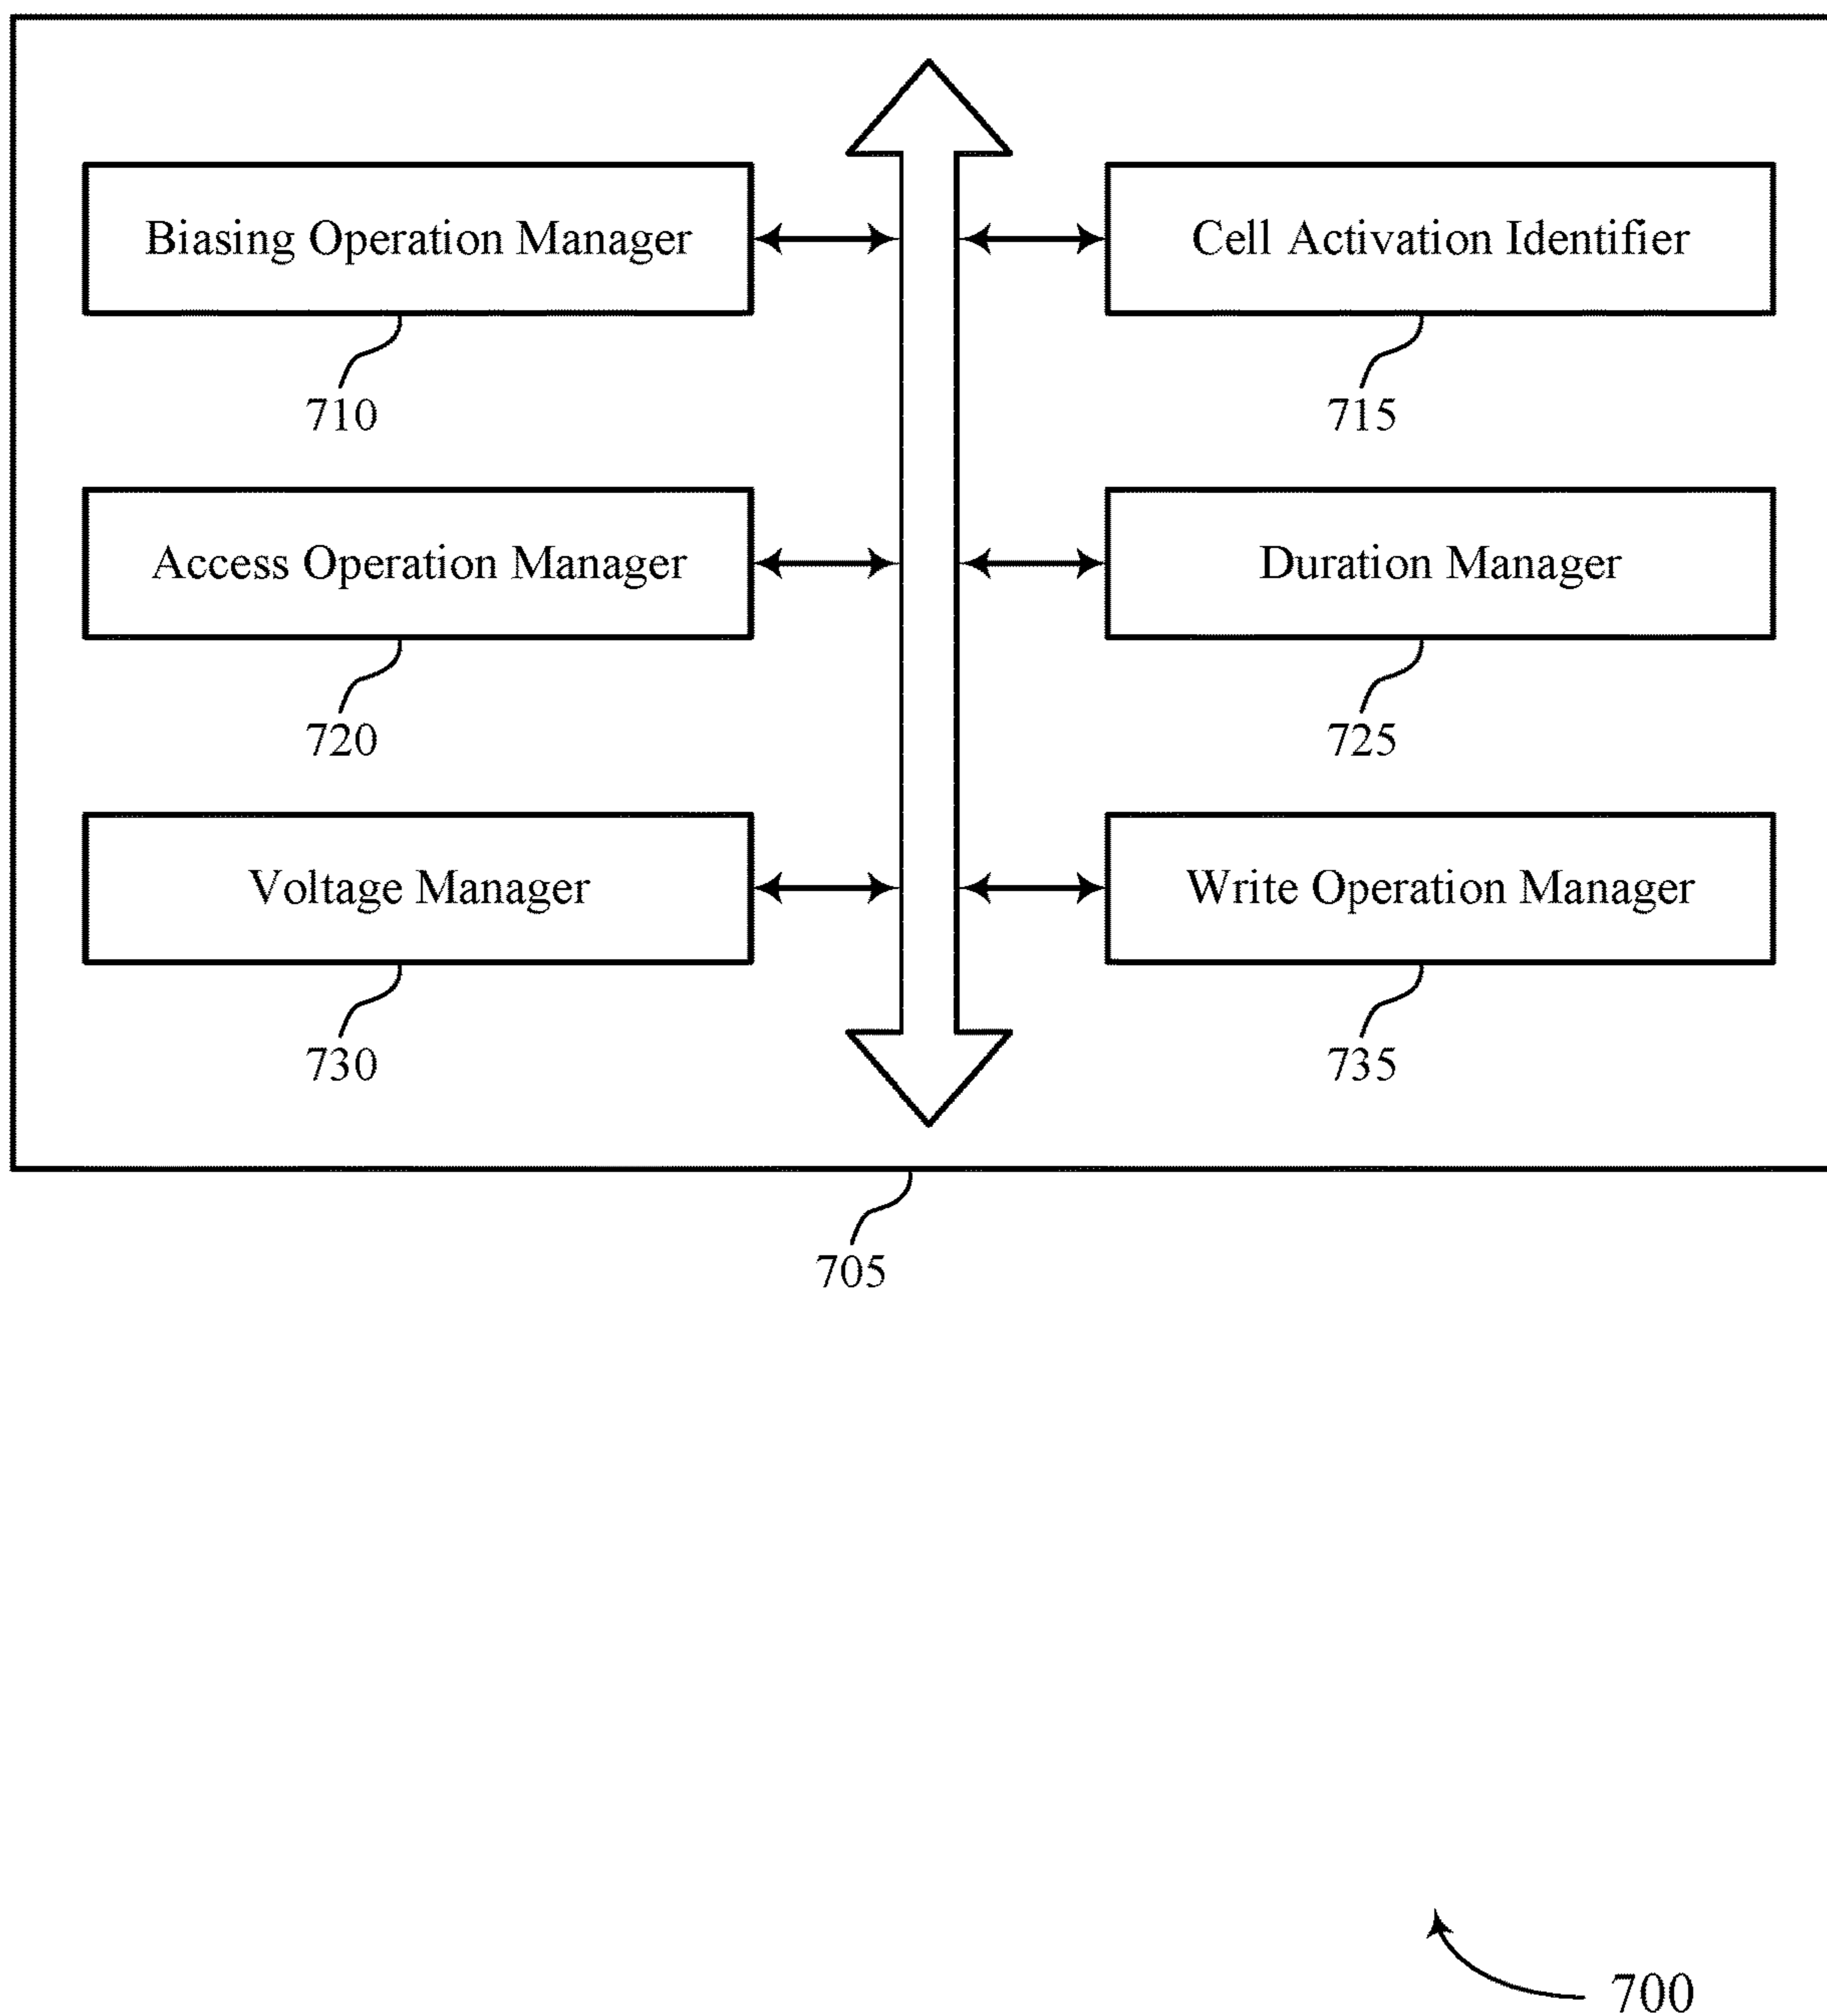 Biasing Operation Manager
Cell Activation Identifier
710
715
Access Operation Manager
Duration Manager
720
725
Voltage Manager
Write Operation Manager
730
735
705
700